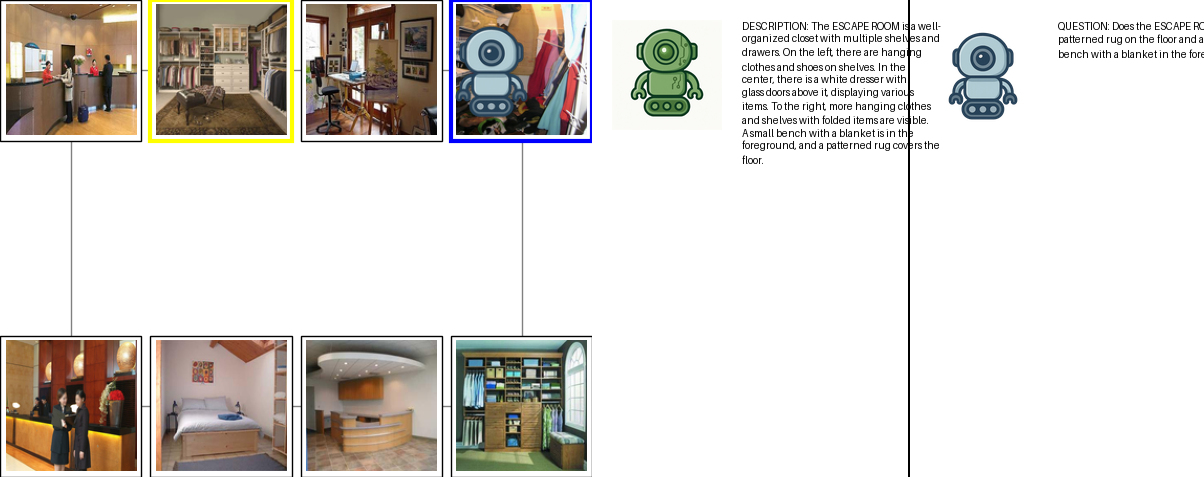 DESCRIPTION: The ESCAPE ROOM is a well-
organized closet with multiple shelves and
drawers. On the left, there are hanging
clothes and shoes on shelves. In the
center, there is a white dresser with
glass doors above it, displaying various
items. To the right, more hanging clothes
and shelves with folded items are visible.
A small bench with a blanket is in the
foreground, and a patterned rug covers the
floor.
QUESTION: Does the ESCAPE RO
patterned rug on the floor and a
bench with a blanket in the fore